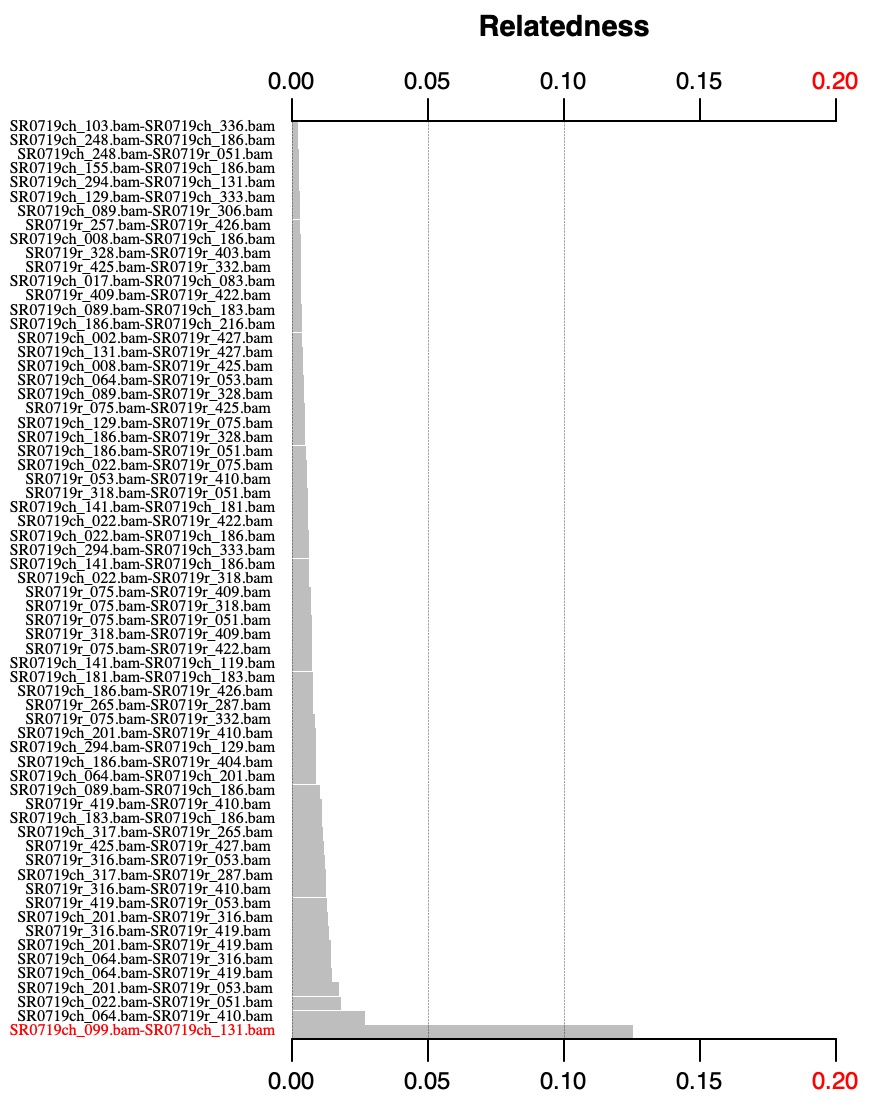 Relatedness
0.00 0.05 0.10 0.15 0.20
SR0719ch_103.bam-SR0719ch_336.bam
SR0719ch_248.bam-SR0719ch_186.bam
SR0719ch_248.bam-SR0719r_051.bam
SR0719ch_155.bam-SR0719ch_186.bam
SR0719ch_294.bam-SR0719ch_131.bam
SR0719ch_129.bam-SR0719ch_333.bam
SR0719ch_089.bam-SR0719r_306.bam
SR0719r_257.bam-SR0719r_426.bam
SR0719ch_008.bam-SR0719ch_186.bam
SR0719r_328.bam-SR0719r_403.bam
SR0719r_425.bam-SR0719r_332.bam
SR0719ch_017.bam-SR0719ch_083.bam
SR0719r_409.bam-SR0719r_422.bam
SR0719ch_089.bam-SR0719ch_183.bam
SR0719ch_186.bam-SR0719ch_216.bam
SR0719ch_002.bam-SR0719r_427.bam
SR0719ch_131.bam-SR0719r_427.bam
SR0719ch_008.bam-SR0719r_425.bam
SR0719ch_064.bam-SR0719r_053.bam
SR0719ch_089.bam-SR0719r_328.bam
SR0719r_075.bam-SR0719r_425.bam
SR0719ch_129.bam-SR0719r_075.bam
SR0719ch_186.bam-SR0719r_328.bam
SR0719ch_186.bam-SR0719r_051.bam
SR0719ch_022.bam-SR0719r_075.bam
SR0719r_053.bam-SR0719r_410.bam
SR0719r_318.bam-SR0719r_051.bam
SR0719ch_141.bam-SR0719ch_181.bam
SR0719ch_022.bam-SR0719r_422.bam
SR0719ch_022.bam-SR0719ch_186.bam
SR0719ch_294.bam-SR0719ch_333.bam
SR0719ch_141.bam-SR0719ch_186.bam
SR0719ch_022.bam-SR0719r_318.bam
SR0719r_075.bam-SR0719r_409.bam
SR0719r_075.bam-SR0719r_318.bam
SR0719r_075.bam-SR0719r_051.bam
SR0719r_318.bam-SR0719r_409.bam
SR0719r_075.bam-SR0719r_422.bam
SR0719ch_141.bam-SR0719ch_119.bam
SR0719ch_181.bam-SR0719ch_183.bam
SR0719ch_186.bam-SR0719r_426.bam
SR0719r_265.bam-SR0719r_287.bam
SR0719r_075.bam-SR0719r_332.bam
SR0719ch_201.bam-SR0719r_410.bam
SR0719ch_294.bam-SR0719ch_129.bam
SR0719ch_186.bam-SR0719r_404.bam
SR0719ch_064.bam-SR0719ch_201.bam
SR0719ch_089.bam-SR0719ch_186.bam
SR0719r_419.bam-SR0719r_410.bam
SR0719ch_183.bam-SR0719ch_186.bam
SR0719ch_317.bam-SR0719r_265.bam
SR0719r_425.bam-SR0719r_427.bam
SR0719r_316.bam-SR0719r_053.bam
SR0719ch_317.bam-SR0719r_287.bam
SR0719r_316.bam-SR0719r_410.bam
SR0719r_419.bam-SR0719r_053.bam
SR0719ch_201.bam-SR0719r_316.bam
SR0719r_316.bam-SR0719r_419.bam
SR0719ch_201.bam-SR0719r_419.bam
SR0719ch_064.bam-SR0719r_316.bam
SR0719ch_064.bam-SR0719r_419.bam
SR0719ch_201.bam-SR0719r_053.bam
SR0719ch_022.bam-SR0719r_051.bam
SR0719ch_064.bam-SR0719r_410.bam
SR0719ch_099.bam-SR0719ch_131.bam
0.00 0.05 0.10 0.15 0.20